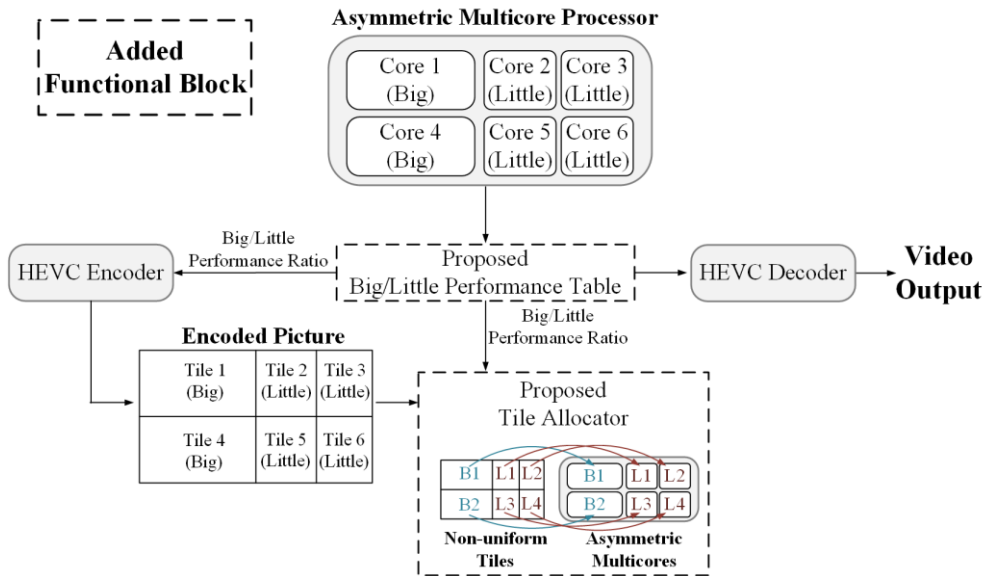 Asymmetric Multicore Processor
Added
Functional Block
Core 1
(Big)
Core 2
(Little)
Core 3
(Little)
Core 4
(Big)
Core 5
(Little)
Core 6
(Little)
HEVC Encoder
Big/Little
Performance Ratio
Proposed
Big/Little Performance Table
HEVC Decoder
Video
Output
Big/Little
Performance Ratio
Encoded Picture
Tile 1
(Big)
Tile 2
(Little)
Tile 3
(Little)
Tile 4
(Big)
Tile 5
(Little)
Tile 6
(Little)
Proposed
Tile Allocator
B1 L1 L2
B2 L3 L4
Non-uniform
Tiles
B1 L1 L2
B2 L3 L4
Asymmetric
Multicores